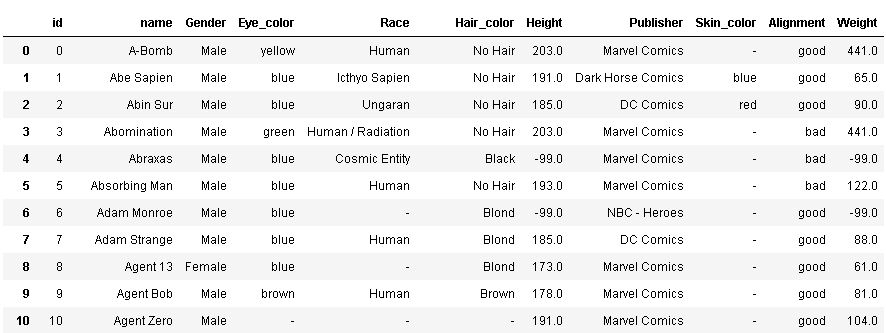 id name Gender Eye_color Race Hair_color Height Publisher Skin_color Alignment Weight
0 0 A-Bomb Male yellow Human No Hair 203.0 Marvel Comics - good 441.0
1 1 Abe Sapien Male blue Icthyo Sapien No Hair 191.0 Dark Horse Comics blue good 65.0
2 2 Abin Sur Male blue Ungaran No Hair 185.0 DC Comics red good 90.0
3 3 Abomination Male green Human / Radiation No Hair 203.0 Marvel Comics - bad 441.0
4 4 Abraxas Male blue Cosmic Entity Black -99.0 Marvel Comics - bad -99.0
5 5 Absorbing Man Male blue Human No Hair 193.0 Marvel Comics - bad 122.0
6 6 Adam Monroe Male blue - Blond -99.0 NBC - Heroes - good -99.0
7 7 Adam Strange Male blue Human Blond 185.0 DC Comics - good 88.0
8 8 Agent 13 Female blue - Blond 173.0 Marvel Comics - good 61.0
9 9 Agent Bob Male brown Human Brown 178.0 Marvel Comics - good 81.0
10 10 Agent Zero Male - - - 191.0 Marvel Comics - good 104.0